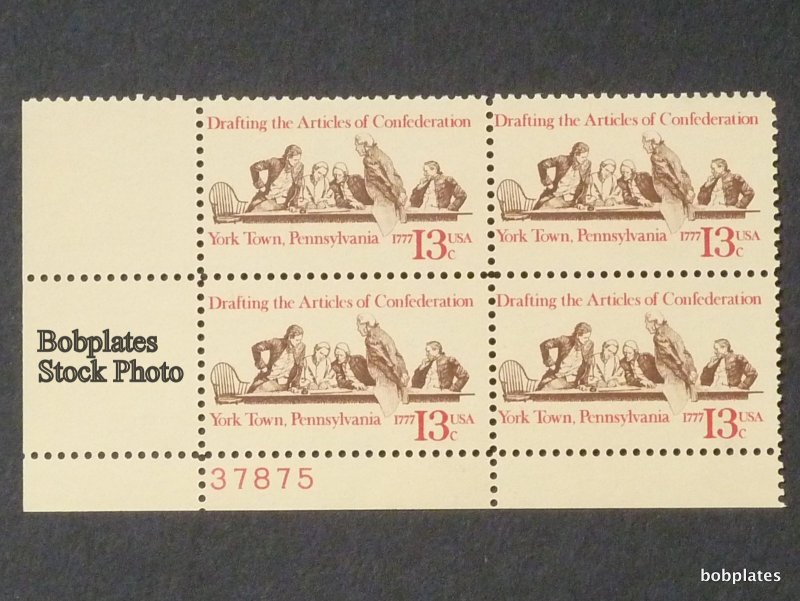 Drafting the Articles of Confederation
York Town, Pennsylvania 1777 13c USA
Drafting the Articles of Confederation
York Town, Pennsylvania 1777 13c USA
Bobplates
Stock Photo
Drafting the Articles of Confederation
York Town, Pennsylvania 1777 13c USA
Drafting the Articles of Confederation
York Town, Pennsylvania 1777 13c USA
37875
bobplates